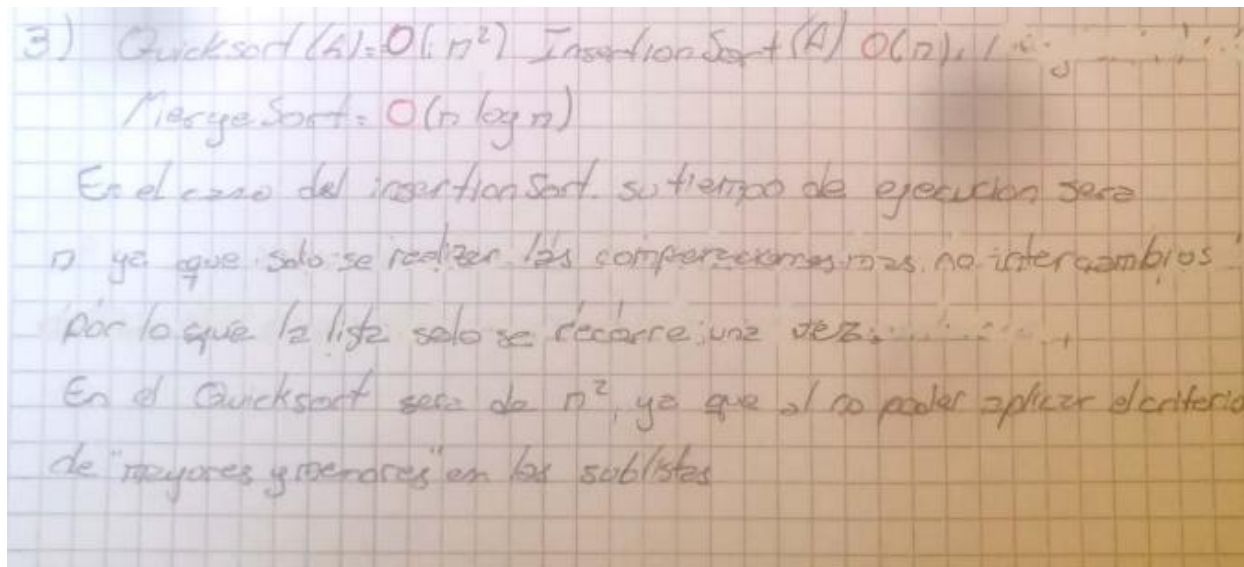 3) Quicksort(A)= O(n²) InsertionSort(A) O(n)
MergeSort= O(n log n)
En el caso del insertionSort. su tiempo de ejecucion sera
n ya que solo se realizan las comparaciones mas no intercambios
por lo que la lista solo se recorre una vez.
En el Quicksort sera de n², ya que al no poder aplicar el criterio
de "mayores y menores" en las sublistas